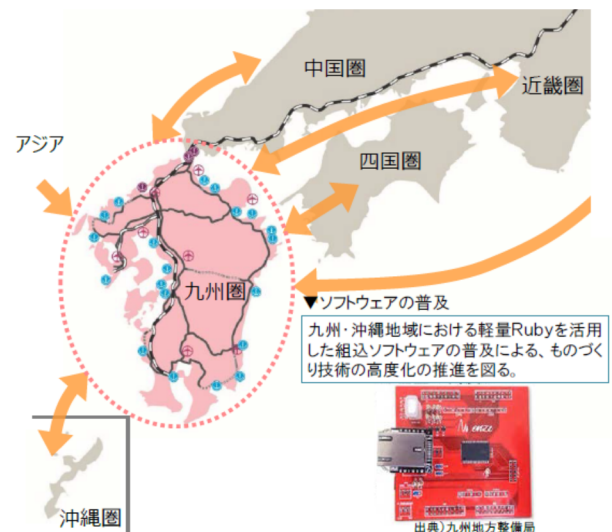 中国圏
近畿圏
アジア
四国圏
九州圏
▼ソフトウェアの普及
九州・沖縄地域における軽量Rubyを活用
した組込ソフトウェアの普及による、ものづく
り技術の高度化の推進を図る。
沖縄圏
出典)九州地方整備局